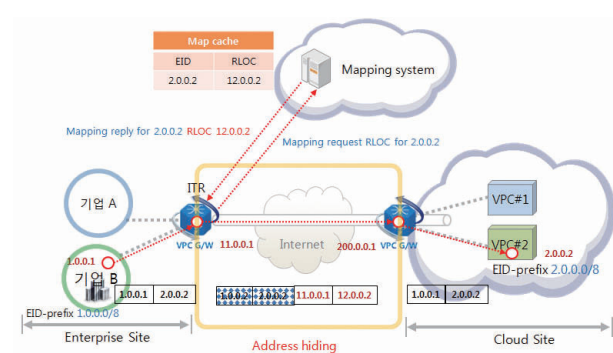 Map cache
EID RLOC
2.0.0.2 12.0.0.2
Mapping system
Mapping reply for 2.0.0.2 RLOC 12.0.0.2
Mapping request RLOC for 2.0.0.2
ITR
기업 A
VPC#1
VPC G/W
11.0.0.1
Internet
200.0.0.1
VPC G/W
VPC#2
2.0.0.2
1.0.0.1
기업 B
EID-prefix 2.0.0.0/8
1.0.0.1 2.0.0.2
1.0.0.2 2.0.0.2 11.0.0.1 12.0.0.2
1.0.0.1 2.0.0.2
EID-prefix 1.0.0.0/8
Enterprise Site
Address hiding
Cloud Site